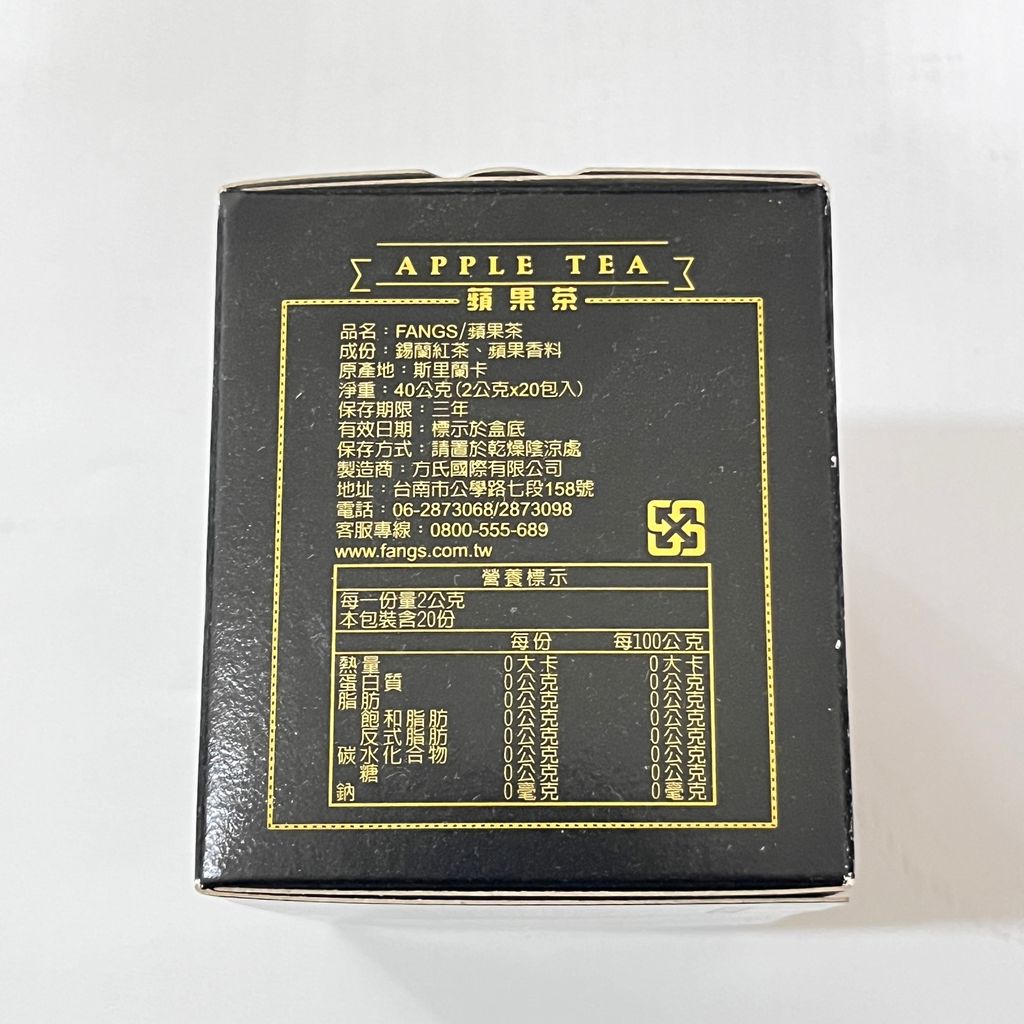 APPLE TEA
蘋果茶
品名：FANGS/蘋果茶
成份：錫蘭紅茶、蘋果香料
原產地：斯里蘭卡
淨重：40公克(2公克x20包入)
保存期限：三年
有效日期：標示於盒底
保存方式：請置於乾燥陰涼處
製造商：方氏國際有限公司
地址：台南市公學路七段158號
電話：06-2873068/2873098
客服專線：0800-555-689
www.fangs.com.tw
營養標示
每一份量2公克
本包裝含20份
每份 每100公克
熱量 0大卡 0大卡
蛋白質 0公克 0公克
脂肪 0公克 0公克
飽和脂肪 0公克 0公克
反式脂肪 0公克 0公克
碳水化合物 0公克 0公克
糖 0公克 0公克
鈉 0毫克 0毫克